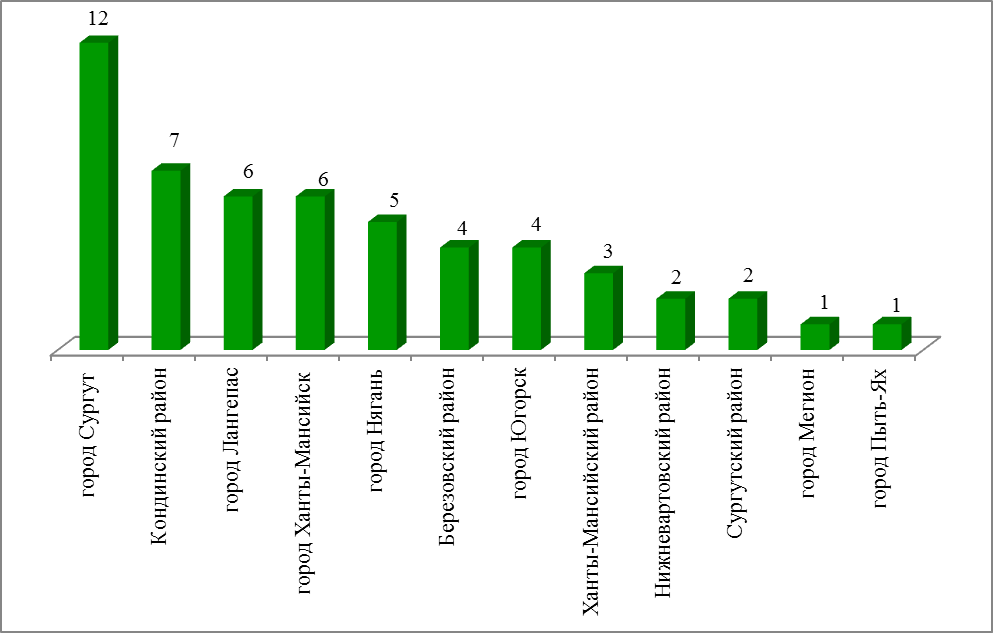 12
7
6
6
5
4
4
3
2
2
1
1
город Сургут
Кондинский район
город Лангепас
город Ханты-Мансийск
город Нягань
Березовский район
город Югорск
Ханты-Мансийский район
Нижневартовский район
Сургутский район
город Мегион
город Пыть-Ях